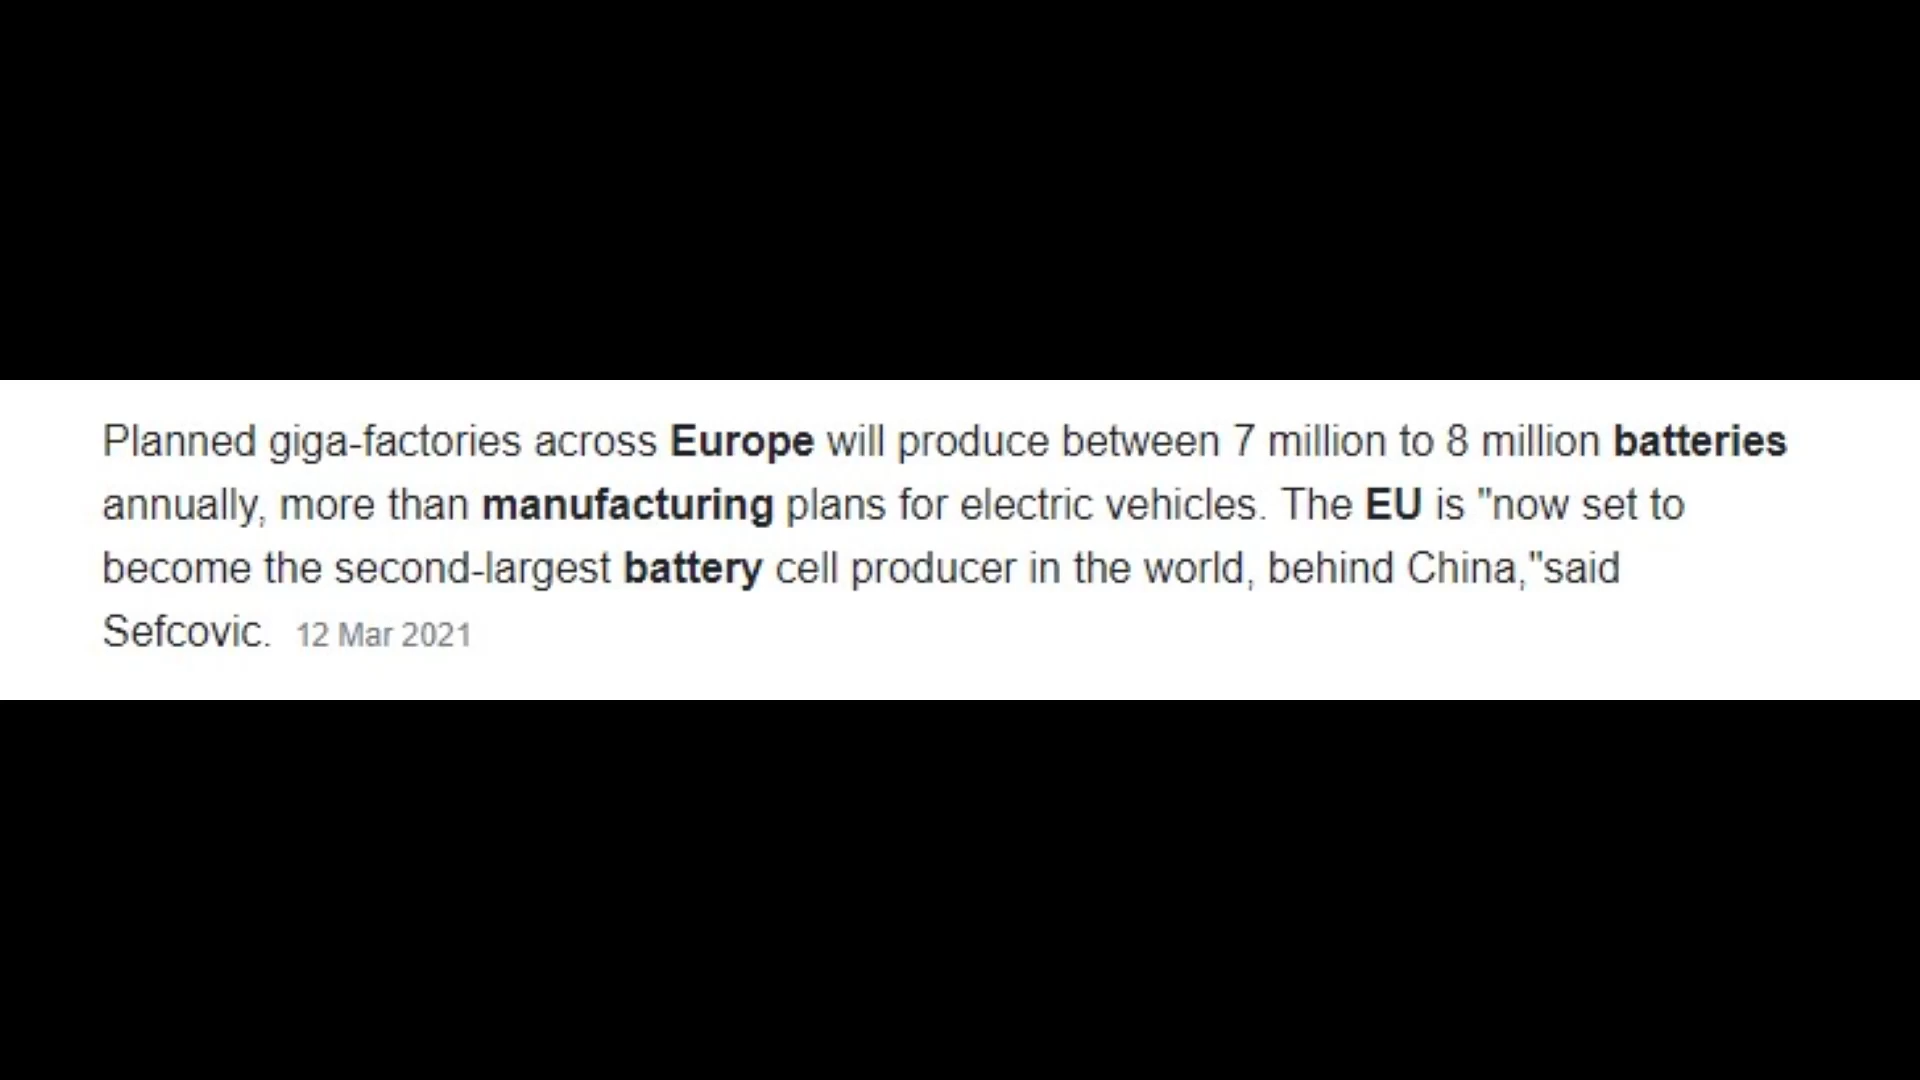 Planned giga-factories across Europe will produce between 7 million to 8 million batteries
annually, more than manufacturing plans for electric vehicles. The EU is "now set to
become the second-largest battery cell producer in the world, behind China,"said
Sefcovic. 12 Mar 2021